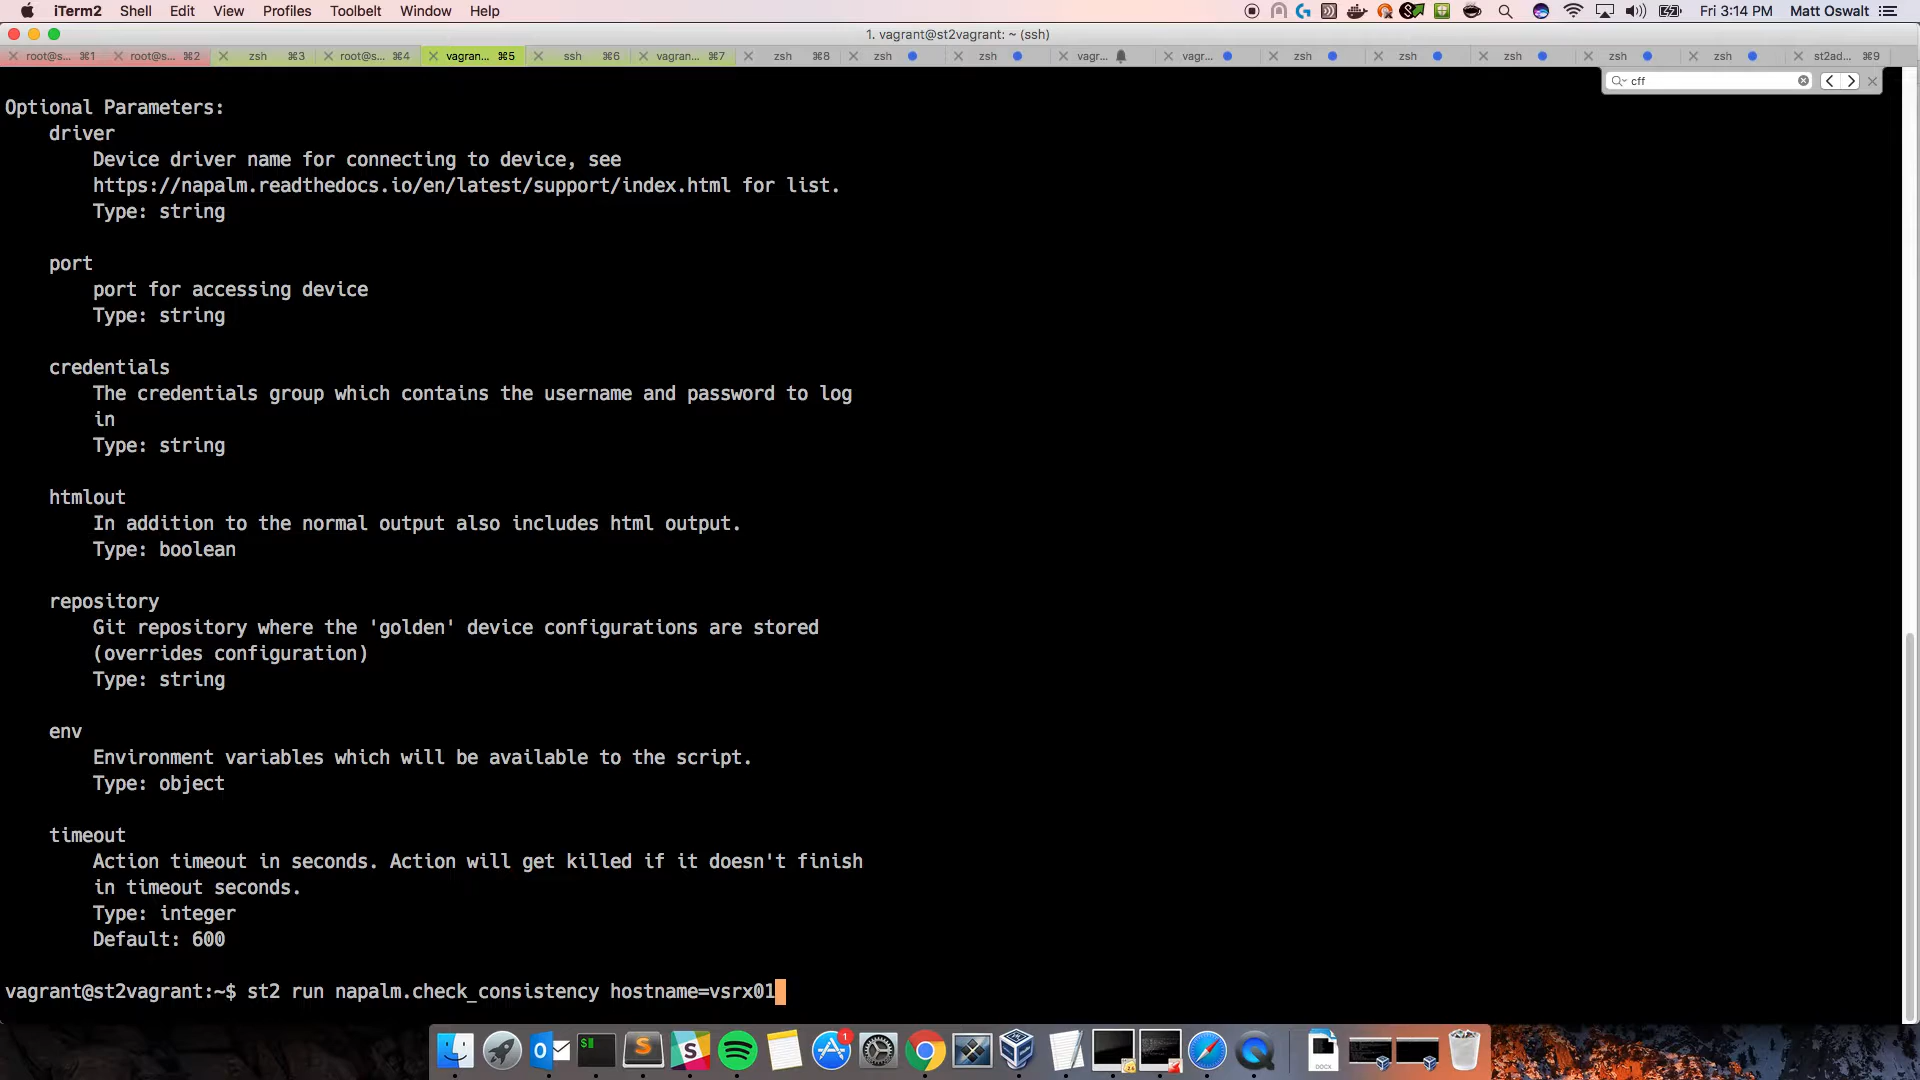 iTerm2 Shell Edit View Profiles Toolbelt Window Help Fri 3:14 PM Matt Oswalt
1. vagrant@st2vagrant: ~ (ssh)
root@s... ⌘1 root@s... ⌘2 zsh ⌘3 root@s... ⌘4 vagran... ⌘5 ssh ⌘6 vagran... ⌘7 zsh ⌘8 zsh zsh vagr... vagr... zsh zsh zsh zsh zsh st2ad... ⌘9
cff
Optional Parameters:
driver
Device driver name for connecting to device, see
https://napalm.readthedocs.io/en/latest/support/index.html for list.
Type: string
port
port for accessing device
Type: string
credentials
The credentials group which contains the username and password to log
in
Type: string
htmlout
In addition to the normal output also includes html output.
Type: boolean
repository
Git repository where the 'golden' device configurations are stored
(overrides configuration)
Type: string
env
Environment variables which will be available to the script.
Type: object
timeout
Action timeout in seconds. Action will get killed if it doesn't finish
in timeout seconds.
Type: integer
Default: 600
vagrant@st2vagrant:~$ st2 run napalm.check_consistency hostname=vsrx01
1
DOCX